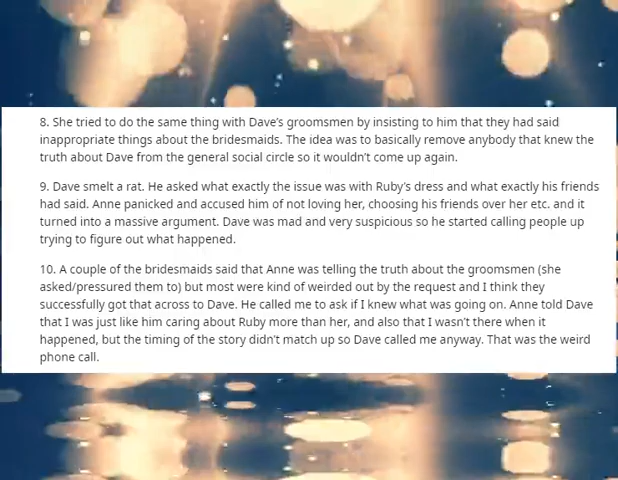 8. She tried to do the same thing with Dave's groomsmen by insisting to him that they had said
inappropriate things about the bridesmaids. The idea was to basically remove anybody that knew the
truth about Dave from the general social circle so it wouldn't come up again.
9. Dave smelt a rat. He asked what exactly the issue was with Ruby's dress and what exactly his friends
had said. Anne panicked and accused him of not loving her, choosing his friends over her etc. and it
turned into a massive argument. Dave was mad and very suspicious so he started calling people up
trying to figure out what happened.
10. A couple of the bridesmaids said that Anne was telling the truth about the groomsmen (she
asked/pressured them to) but most were kind of weirded out by the request and I think they
successfully got that across to Dave. He called me to ask if I knew what was going on. Anne told Dave
that I was just like him caring about Ruby more than her, and also that I wasn't there when it
happened, but the timing of the story didn't match up so Dave called me anyway. That was the weird
phone call.